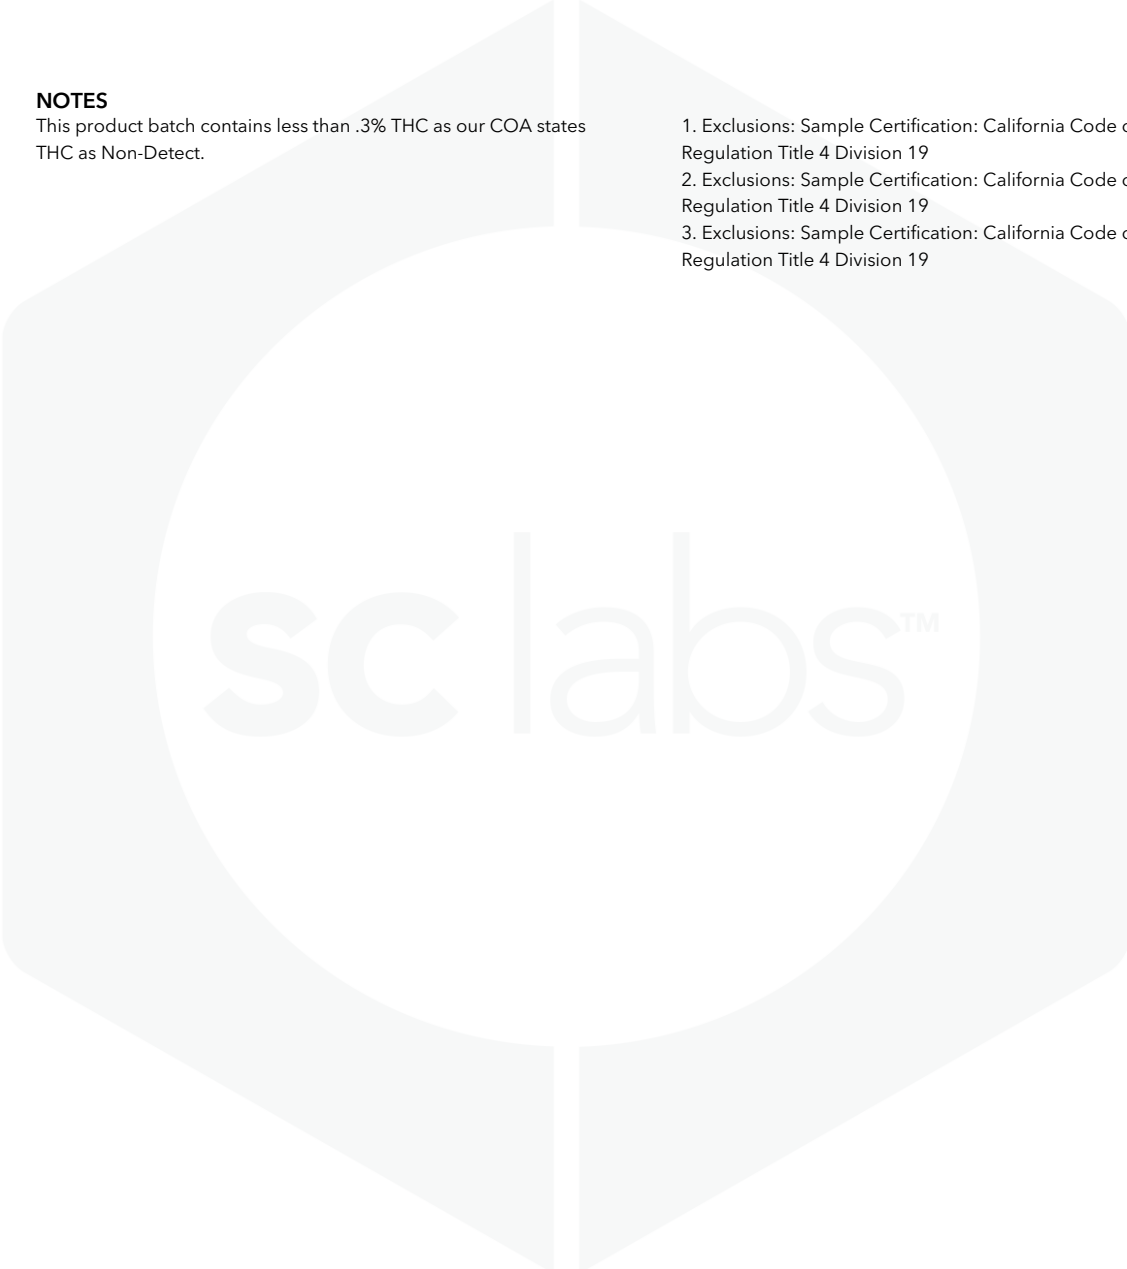 NOTES
This product batch contains less than .3% THC as our COA states
THC as Non-Detect.
1. Exclusions: Sample Certification: California Code
Regulation Title 4 Division 19
2. Exclusions: Sample Certification: California Code
Regulation Title 4 Division 19
3. Exclusions: Sample Certification: California Code
Regulation Title 4 Division 19
sc labs™